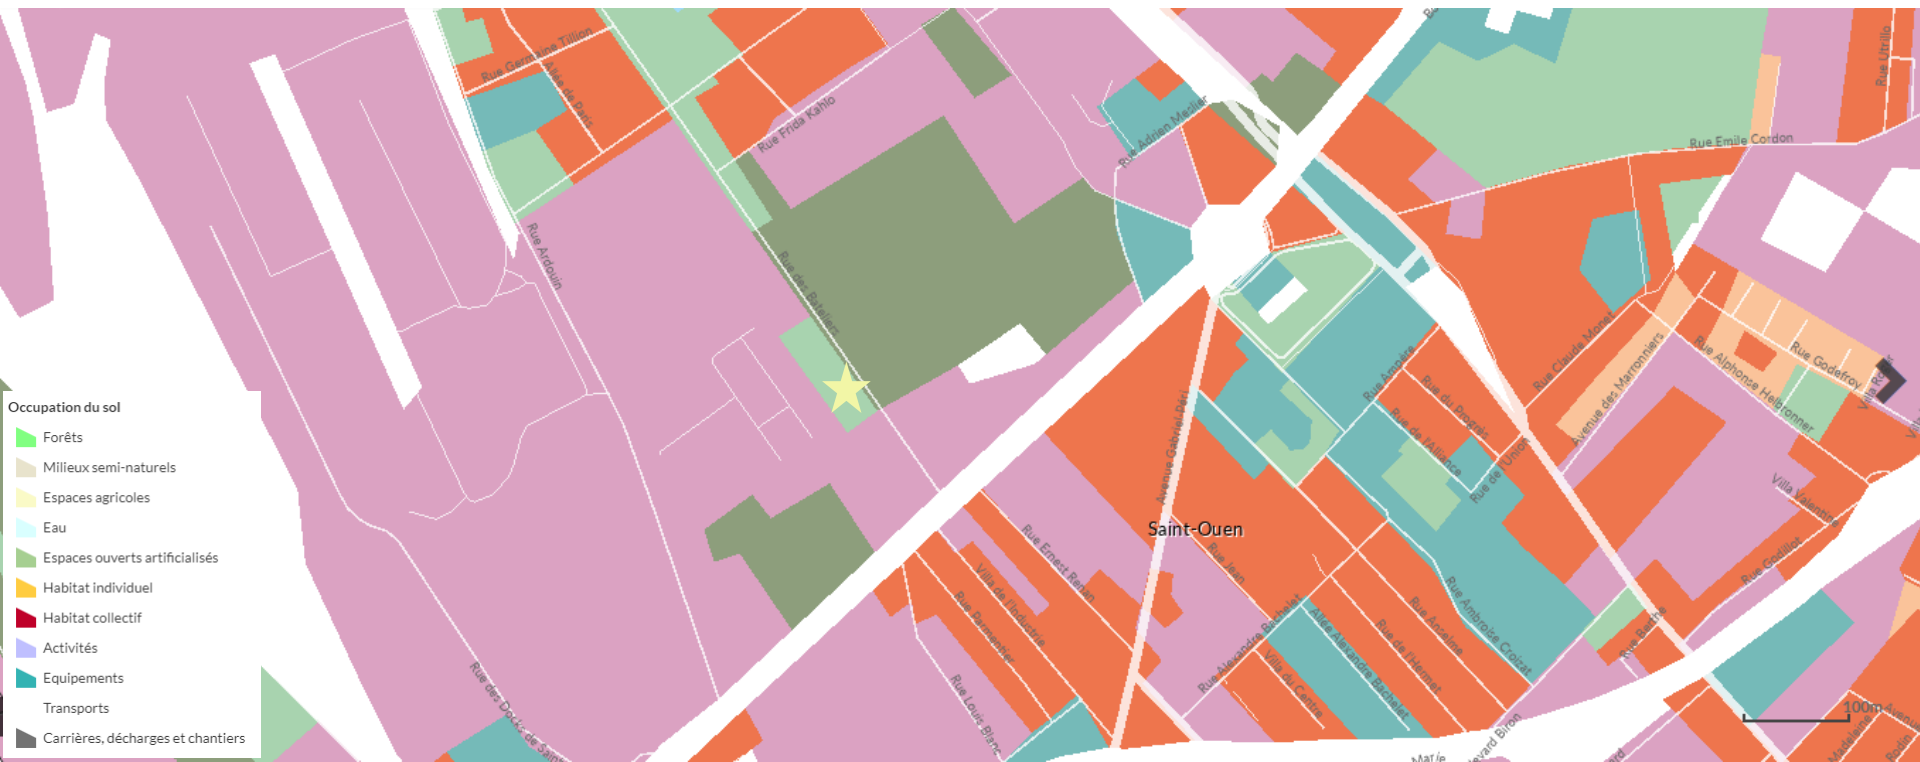 Rue Germaine Tillion
Allée de Paris
Rue Frida Kahlo
Rue Adrien Meslier
Rue Utrillo
Rue Emile Cordon
Rue Ardouin
Rue des Bateliers
Rue Claude Monet
Avenue des Marronniers
Rue Alphonse Helbronner
Rue Godefroy
Rue Ampère
Rue du Progrès
Rue de l'Alliance
Rue de l'Union
Avenue Gabriel Péri
Villa Valentine
Saint-Ouen
Rue Ernest Renan
Rue Jean
Villa de l'Industrie
Rue Parmentier
Rue Godillot
Rue Barthe
Rue Ambroise Croizat
Rue Anselme
Rue de l'Hermet
Rue Alexandre Bachelet
Allée Alexandre Bachelet
Villa du Centre
Rue Louis Blanc
Rue des Docks de Saint
Marie
Biron
Madeleine
Avenue
Rodin
100m
Occupation du sol
Forêts
Milieux semi-naturels
Espaces agricoles
Eau
Espaces ouverts artificialisés
Habitat individuel
Habitat collectif
Activités
Equipements
Transports
Carrières, décharges et chantiers